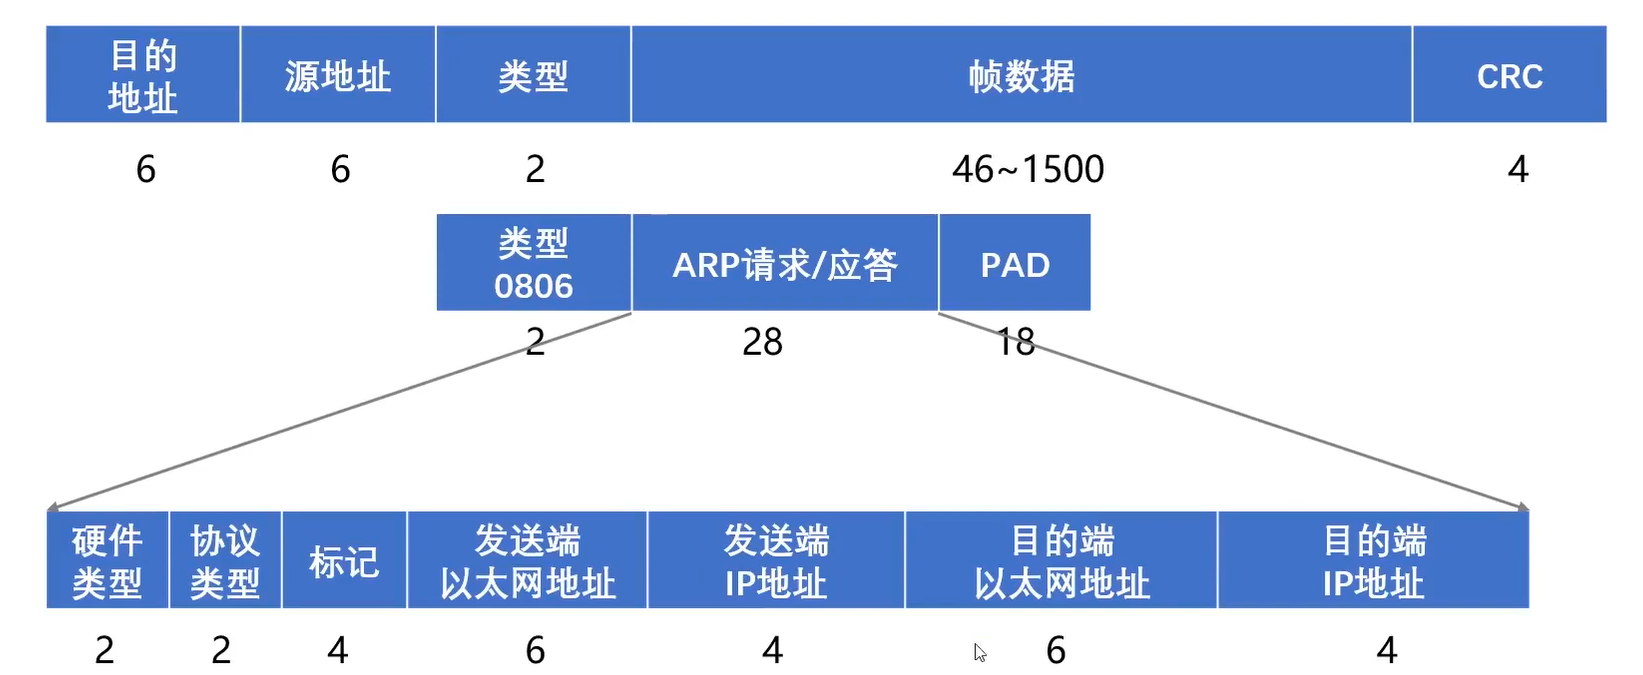 目的
地址
源地址
类型
帧数据
CRC
6
6
2
46~1500
4
类型
0806
ARP请求/应答
PAD
2
28
18
硬件
类型
协议
类型
标记
发送端
以太网地址
发送端
IP地址
目的端
以太网地址
目的端
IP地址
2
2
4
6
4
6
4